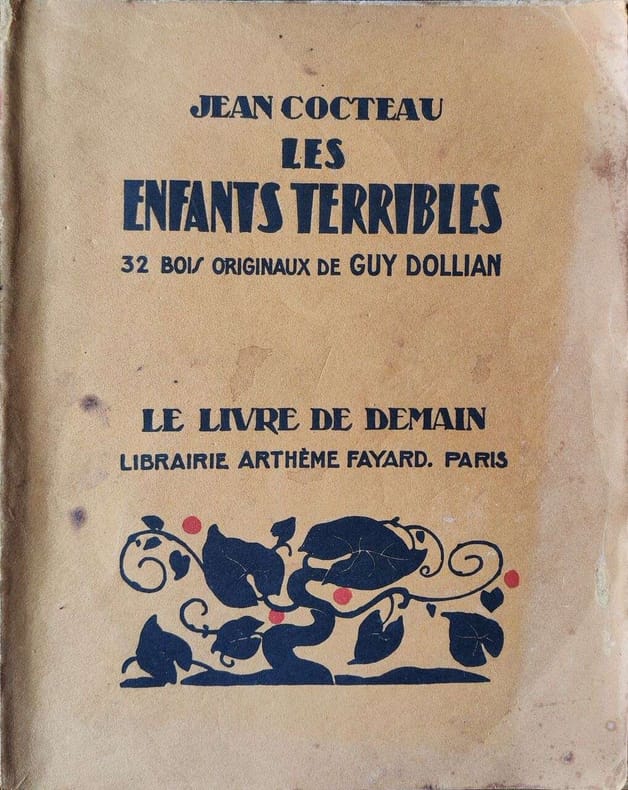 JEAN COCTEAU
LES
ENFANTS TERRIBLES
32 BOIS ORIGINAUX DE GUY DOLLIAN
LE LIVRE DE DEMAIN
LIBRAIRIE ARTHÈME FAYARD. PARIS